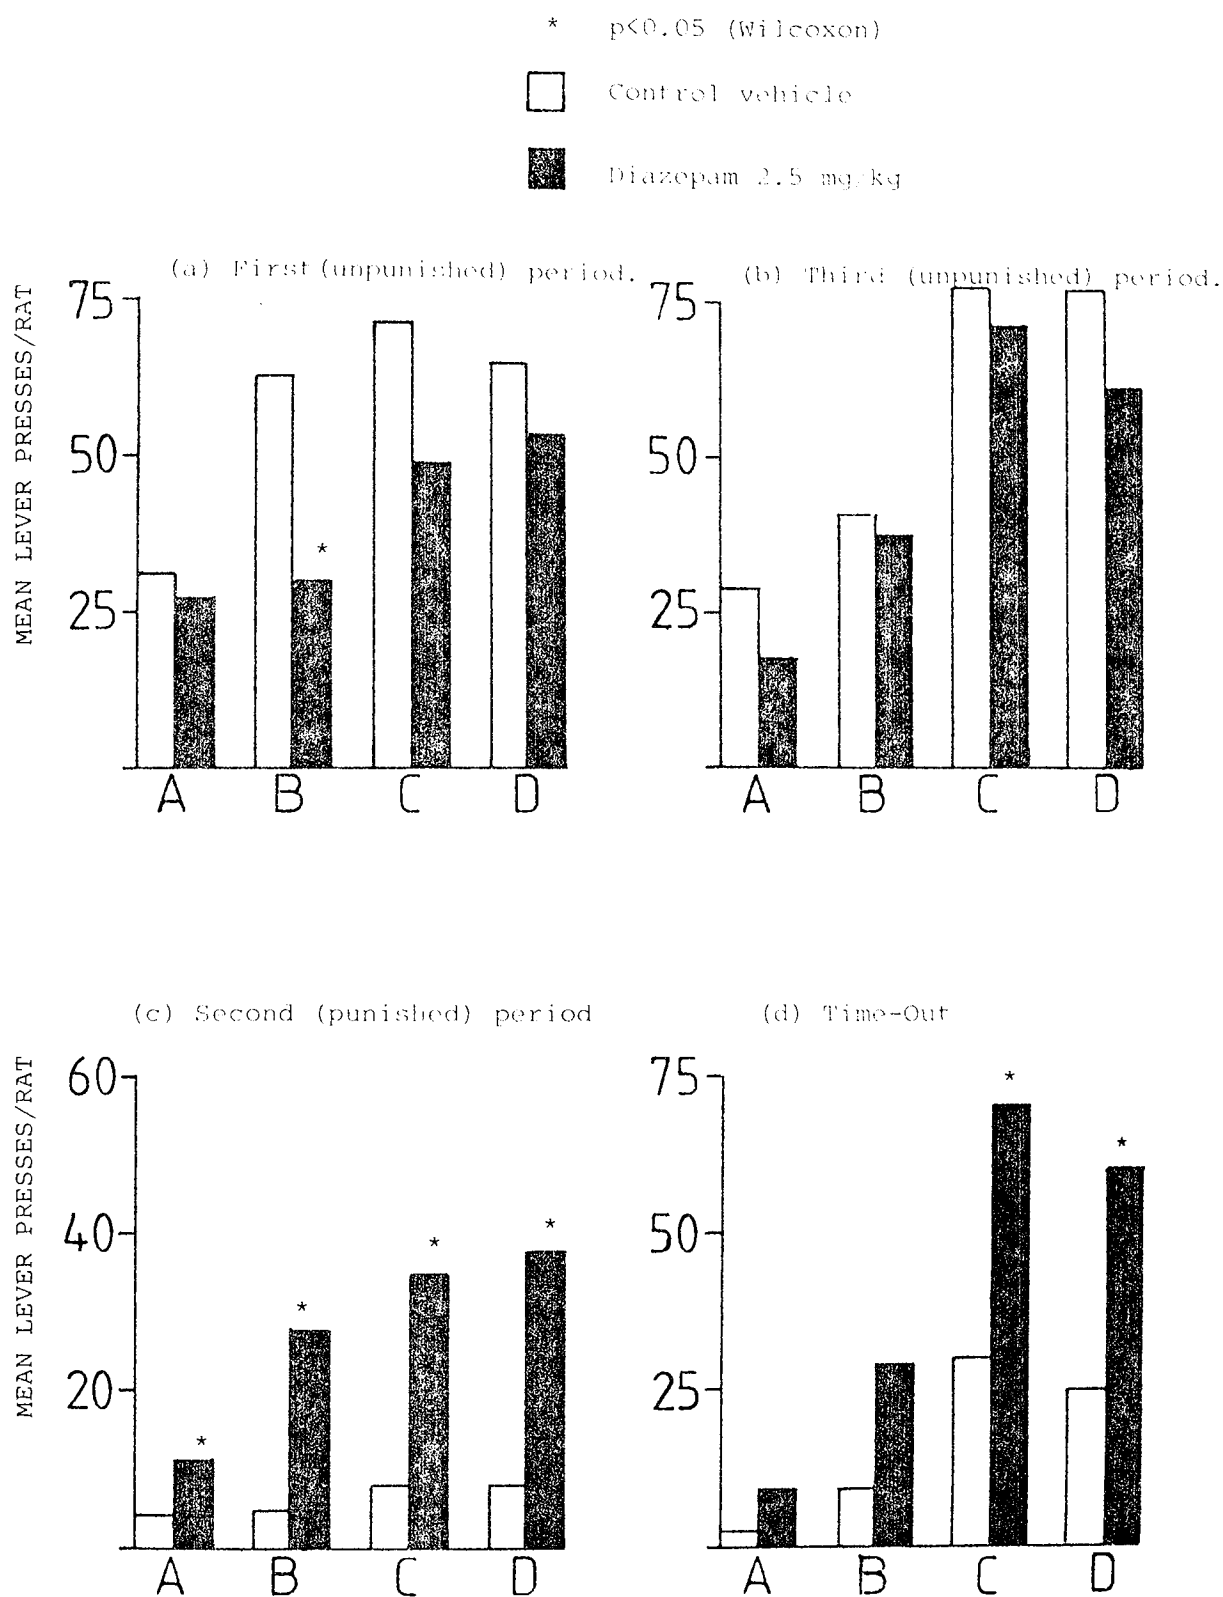 * p<0.05 (Wilcoxon)
Control vehicle
Diazepam 2.5 mg/kg
(a) First (unpunished) period.
(b) Third (unpunished) period.
MEAN LEVER PRESSES/RAT
75
50
25
A B C D
75
50
25
A B C D
*
(c) Second (punished) period
(d) Time-Out
MEAN LEVER PRESSES/RAT
60
40
20
A B C D
* * * *
75
50
25
A B C D
* *